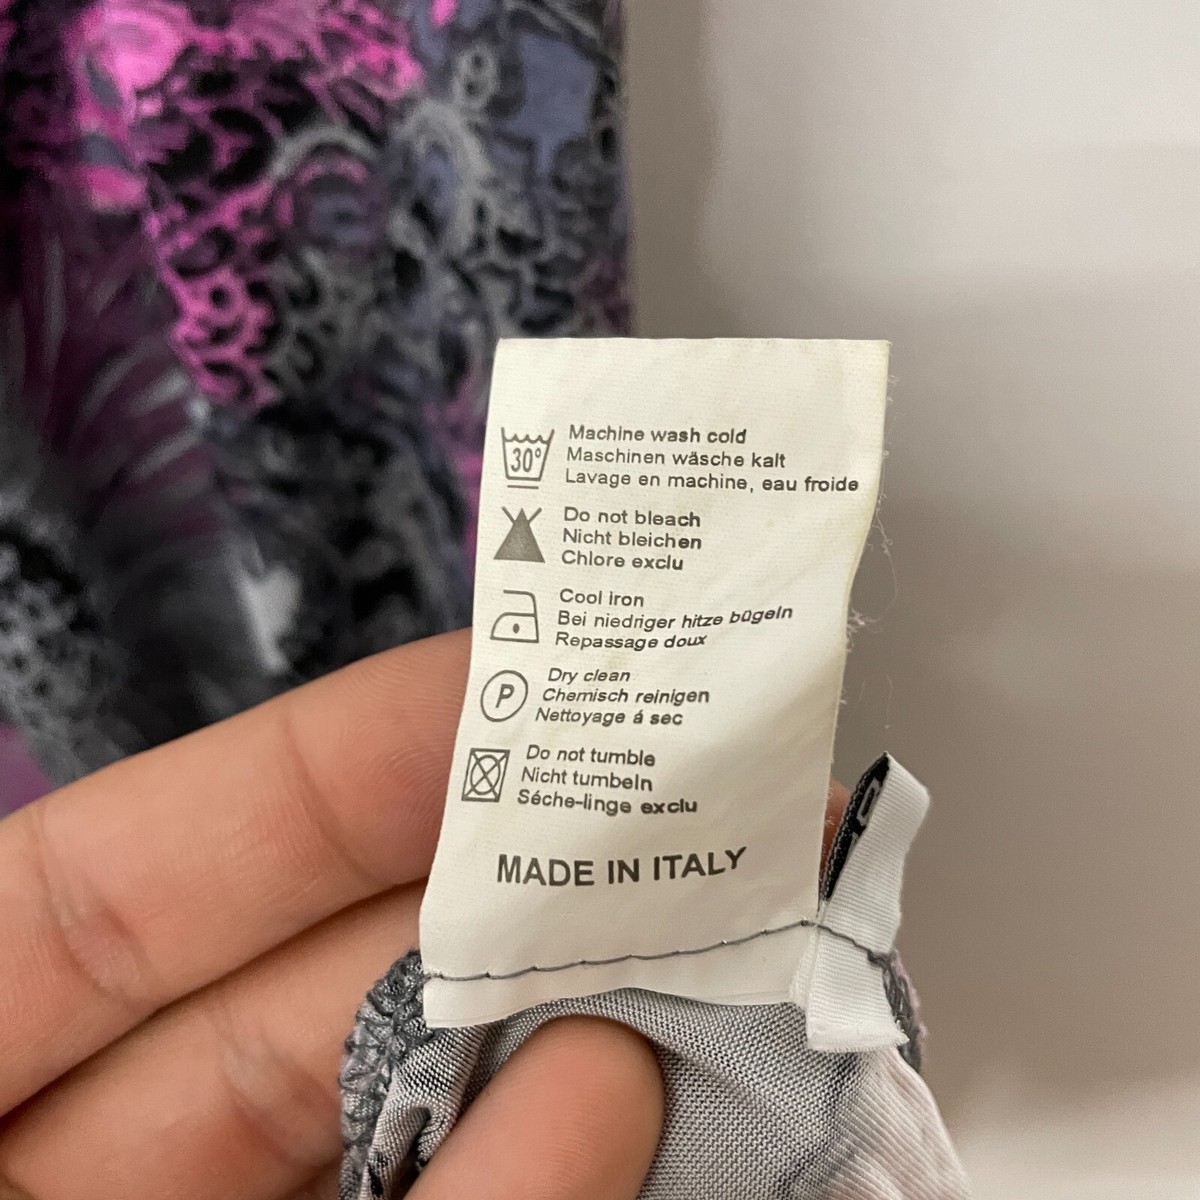 30°
Machine wash cold
Maschinen wäsche kalt
Lavage en machine, eau froide
Do not bleach
Nicht bleichen
Chlore exclu
Cool iron
Bei niedriger hitze bügeln
Repassage doux
P
Dry clean
Chemisch reinigen
Nettoyage á sec
Do not tumble
Nicht tumbeln
Séche-linge exclu
MADE IN ITALY